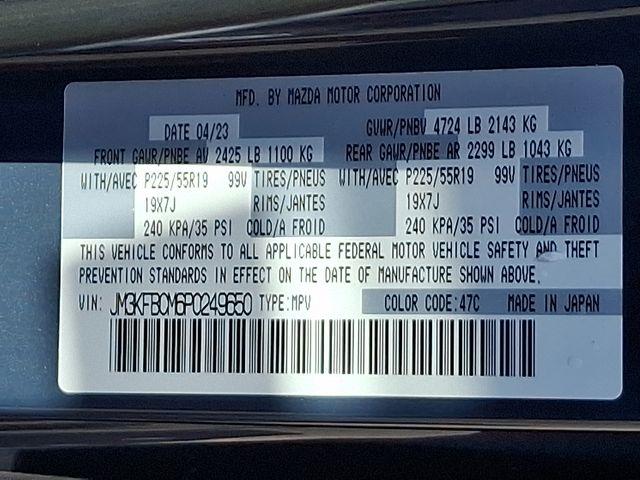 MFD. BY MAZDA MOTOR CORPORATION
DATE 04/23 GVWR/PNBV 4724 LB 2143 KG
FRONT GAWR/PNBE AV 2425 LB 1100 KG REAR GAWR/PNBE AR 2299 LB 1043 KG
WITH/AVEC P225/55R19 99V TIRES/PNEUS WITH/AVEC P225/55R19 99V TIRES/PNEUS
19X7J RIMS/JANTES 19X7J RIMS/JANTES
240 KPA/35 PSI COLD/A FROID 240 KPA/35 PSI COLD/A FROID
THIS VEHICLE CONFORMS TO ALL APPLICABLE FEDERAL MOTOR VEHICLE SAFETY AND THEFT
PREVENTION STANDARDS IN EFFECT ON THE DATE OF MANUFACTURE SHOWN ABOVE.
VIN: JM3KFBCM6P0249650 TYPE:MPV COLOR CODE:47C MADE IN JAPAN